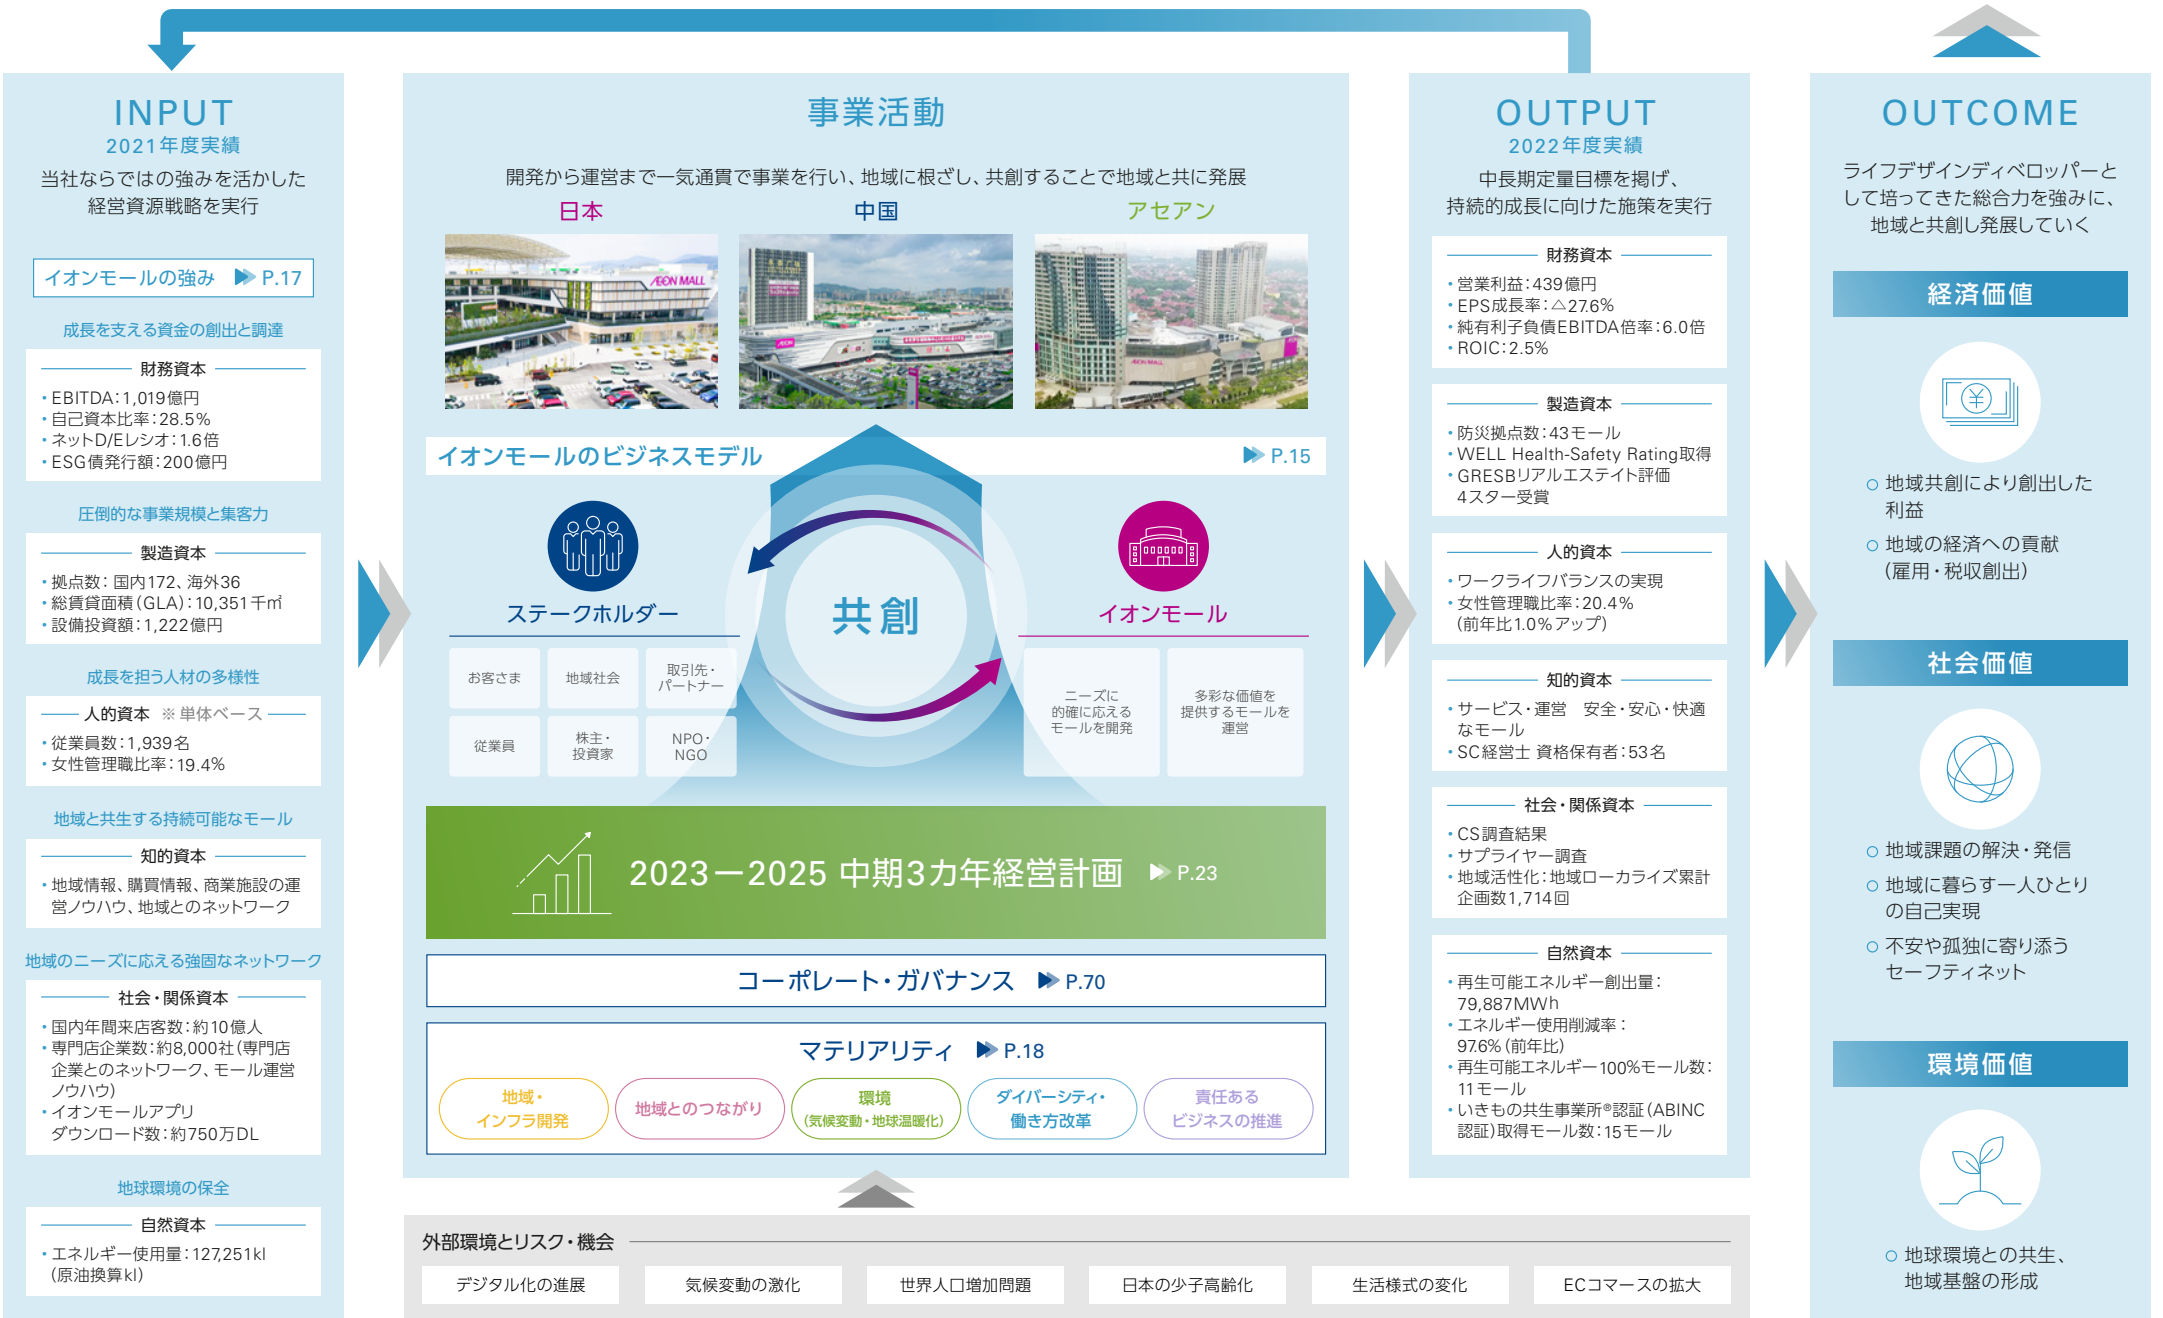 INPUT
2021年度実績
当社ならではの強みを活かした
経営資源戦略を実行
イオンモールの強み P.17
成長を支える資金の創出と調達
財務資本
・EBITDA:1,019億円
・自己資本比率:28.5%
・ネットD/Eレシオ:1.6倍
・ESG債発行額:200億円
圧倒的な事業規模と集客力
製造資本
・拠点数: 国内172、海外36
・総賃貸面積(GLA):10,351千㎡
・設備投資額:1,222億円
成長を担う人材の多様性
人的資本 ※単体ベース
・従業員数:1,939名
・女性管理職比率:19.4%
地域と共生する持続可能なモール
知的資本
・地域情報、購買情報、商業施設の運
営ノウハウ、地域とのネットワーク
地域のニーズに応える強固なネットワーク
社会・関係資本
・国内年間来店客数:約10億人
・専門店企業数:約8,000社(専門店
企業とのネットワーク、モール運営
ノウハウ)
・イオンモールアプリ
ダウンロード数:約750万DL
地球環境の保全
自然資本
・エネルギー使用量:127,251kl
(原油換算kl)
事業活動
開発から運営まで一気通貫で事業を行い、地域に根ざし、共創することで地域と共に発展
日本
中国
アセアン
ÆON MALL
ÆON
ÆON MALL
イオンモールのビジネスモデル P.15
ステークホルダー
お客さま
地域社会
取引先・
パートナー
従業員
株主・
投資家
NPO・
NGO
共創
イオンモール
ニーズに
的確に応える
モールを開発
多彩な価値を
提供するモールを
運営
2023―2025 中期3カ年経営計画 P.23
コーポレート・ガバナンス P.70
マテリアリティ P.18
地域・
インフラ開発
地域とのつながり
環境
(気候変動・地球温暖化)
ダイバーシティ・
働き方改革
責任ある
ビジネスの推進
外部環境とリスク・機会
デジタル化の進展
気候変動の激化
世界人口増加問題
日本の少子高齢化
生活様式の変化
ECコマースの拡大
OUTPUT
2022年度実績
中長期定量目標を掲げ、
持続的成長に向けた施策を実行
財務資本
・営業利益:439億円
・EPS成長率:△27.6%
・純有利子負債EBITDA倍率:6.0倍
・ROIC:2.5%
製造資本
・防災拠点数:43モール
・WELL Health-Safety Rating取得
・GRESBリアルエステイト評価
4スター受賞
人的資本
・ワークライフバランスの実現
・女性管理職比率:20.4%
(前年比1.0%アップ)
知的資本
・サービス・運営 安全・安心・快適
なモール
・SC経営士 資格保有者:53名
社会・関係資本
・CS調査結果
・サプライヤー調査
・地域活性化:地域ローカライズ累計
企画数1,714回
自然資本
・再生可能エネルギー創出量:
79,887MWh
・エネルギー使用削減率:
97.6%(前年比)
・再生可能エネルギー100%モール数:
11モール
・いきもの共生事業所®認証(ABINC
認証)取得モール数:15モール
OUTCOME
ライフデザインディベロッパーと
して培ってきた総合力を強みに、
地域と共創し発展していく
経済価値
○ 地域共創により創出した
利益
○ 地域の経済への貢献
(雇用・税収創出)
社会価値
○ 地域課題の解決・発信
○ 地域に暮らす一人ひとり
の自己実現
○ 不安や孤独に寄り添う
セーフティネット
環境価値
○ 地球環境との共生、
地域基盤の形成